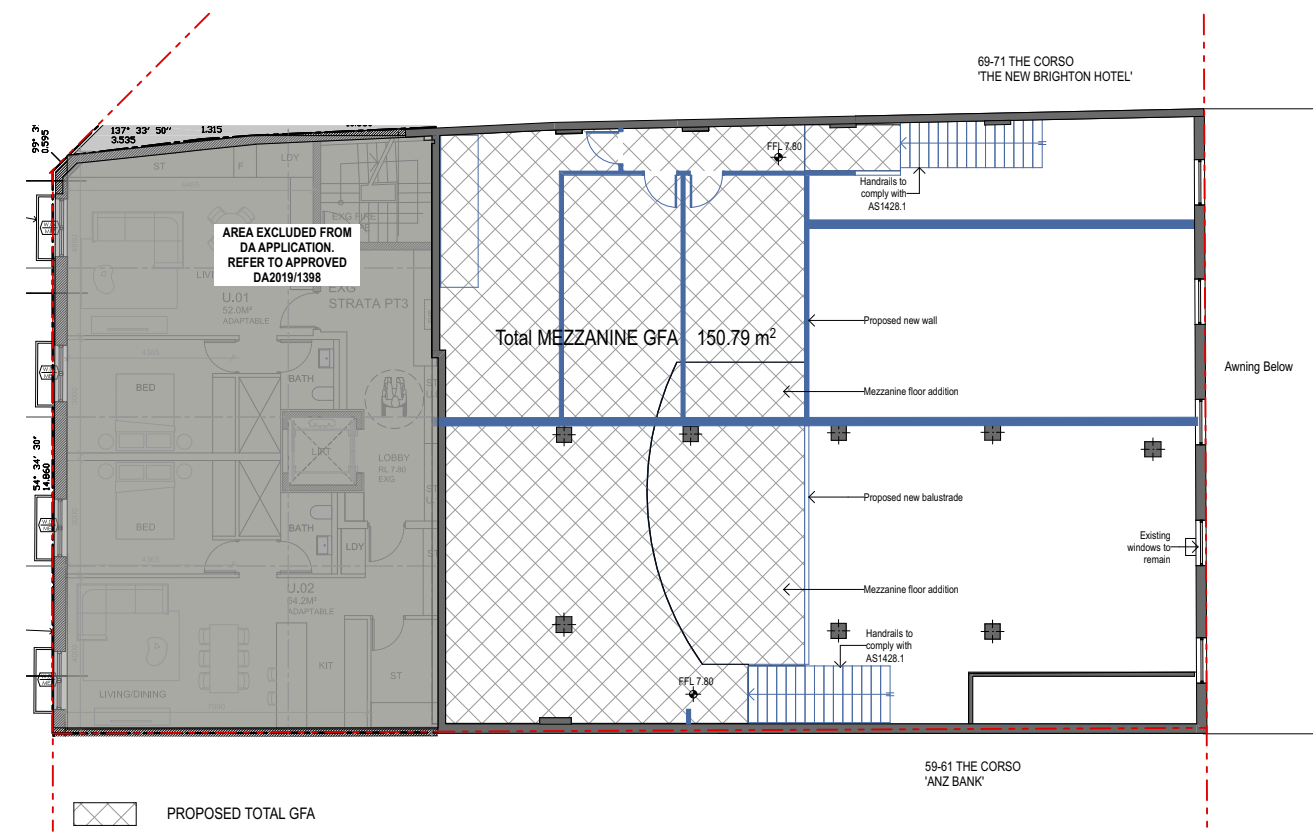 69-71 THE CORSO
'THE NEW BRIGHTON HOTEL'
137° 33' 50" 1.315
3.535
0.595
ST
F
LDY
FFL 7.80
Handrails to
comply with
AS1428.1
AREA EXCLUDED FROM
DA APPLICATION.
REFER TO APPROVED
DA2019/1398
EXG FIRE
EXG
STRATA PT3
U.01
52.0M²
ADAPTABLE
Proposed new wall
Total MEZZANINE GFA 150.79 m²
Awning Below
BED
BATH
Mezzanine floor addition
54° 34' 30"
14.860
LIFT
LOBBY
RL 7.80
EXG
Proposed new balustrade
BED
BATH
LDY
Existing
windows to
remain
U.02
54.2M²
ADAPTABLE
Mezzanine floor addition
Handrails to
comply with
AS1428.1
KIT
ST
FFL 7.80
LIVING/DINING
59-61 THE CORSO
'ANZ BANK'
PROPOSED TOTAL GFA